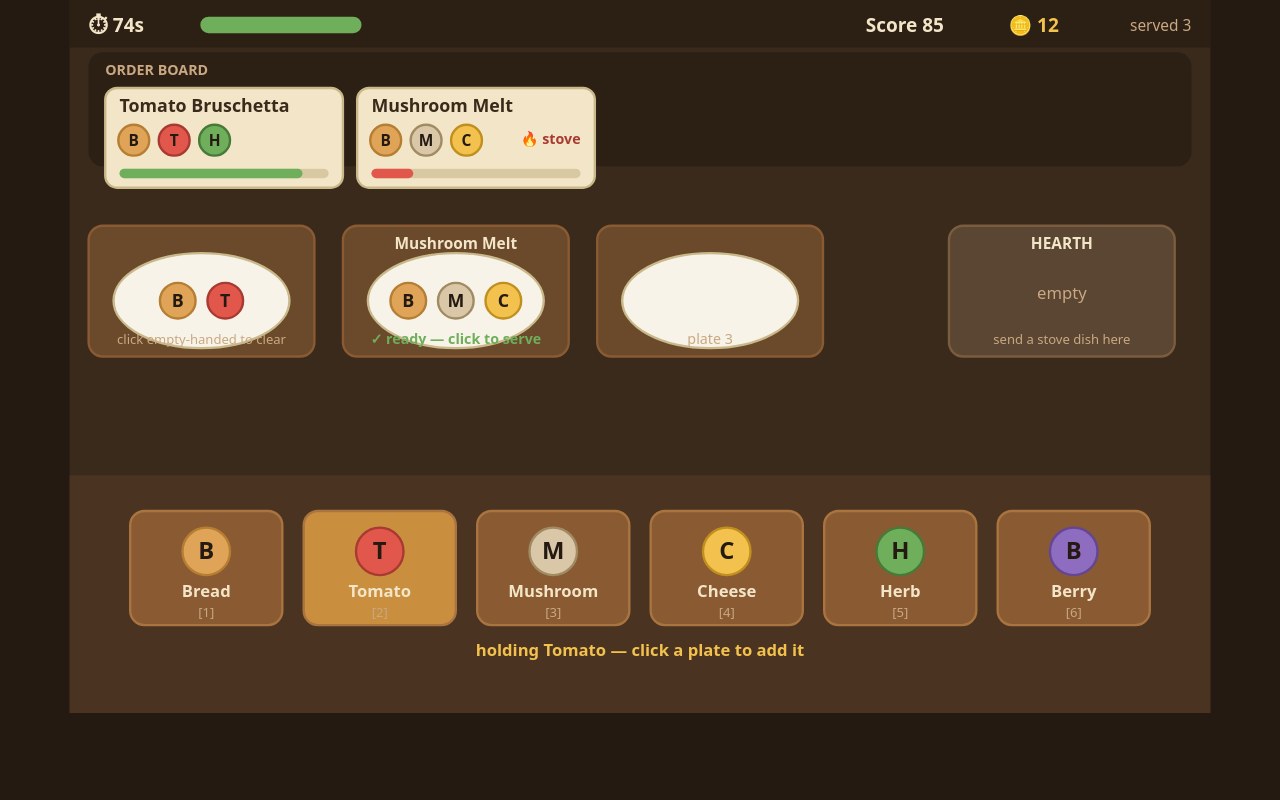 ⏱ 74s
Score 85
🪙 12
served 3
ORDER BOARD
Tomato Bruschetta
B T H
Mushroom Melt
B M C
🔥 stove
B T
click empty-handed to clear
Mushroom Melt
B M C
✓ ready — click to serve
plate 3
HEARTH
empty
send a stove dish here
B
Bread
[1]
T
Tomato
[2]
M
Mushroom
[3]
C
Cheese
[4]
H
Herb
[5]
B
Berry
[6]
holding Tomato — click a plate to add it